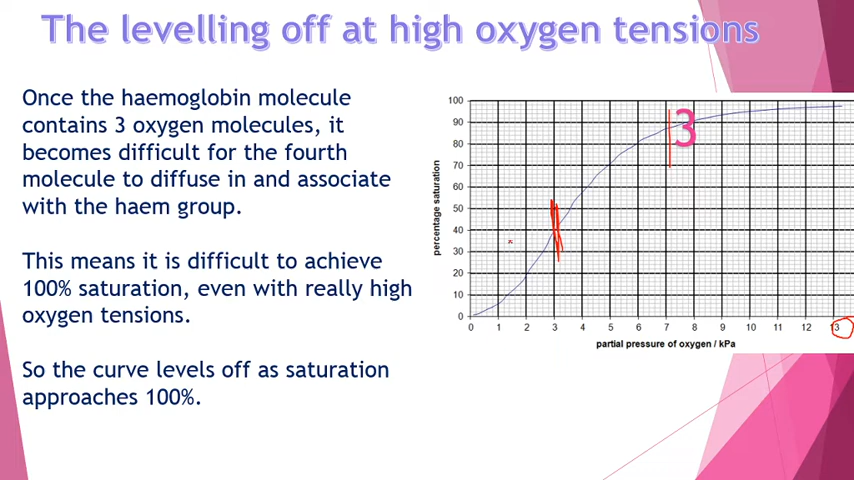 The levelling off at high oxygen tensions
Once the haemoglobin molecule
contains 3 oxygen molecules, it
becomes difficult for the fourth
molecule to diffuse in and associate
with the haem group.
This means it is difficult to achieve
100% saturation, even with really high
oxygen tensions.
So the curve levels off as saturation
approaches 100%.
percentage saturation
100
90
80
70
60
50
40
30
20
10
0
3
0 1 2 3 4 5 6 7 8 9 10 11 12 13
partial pressure of oxygen / kPa